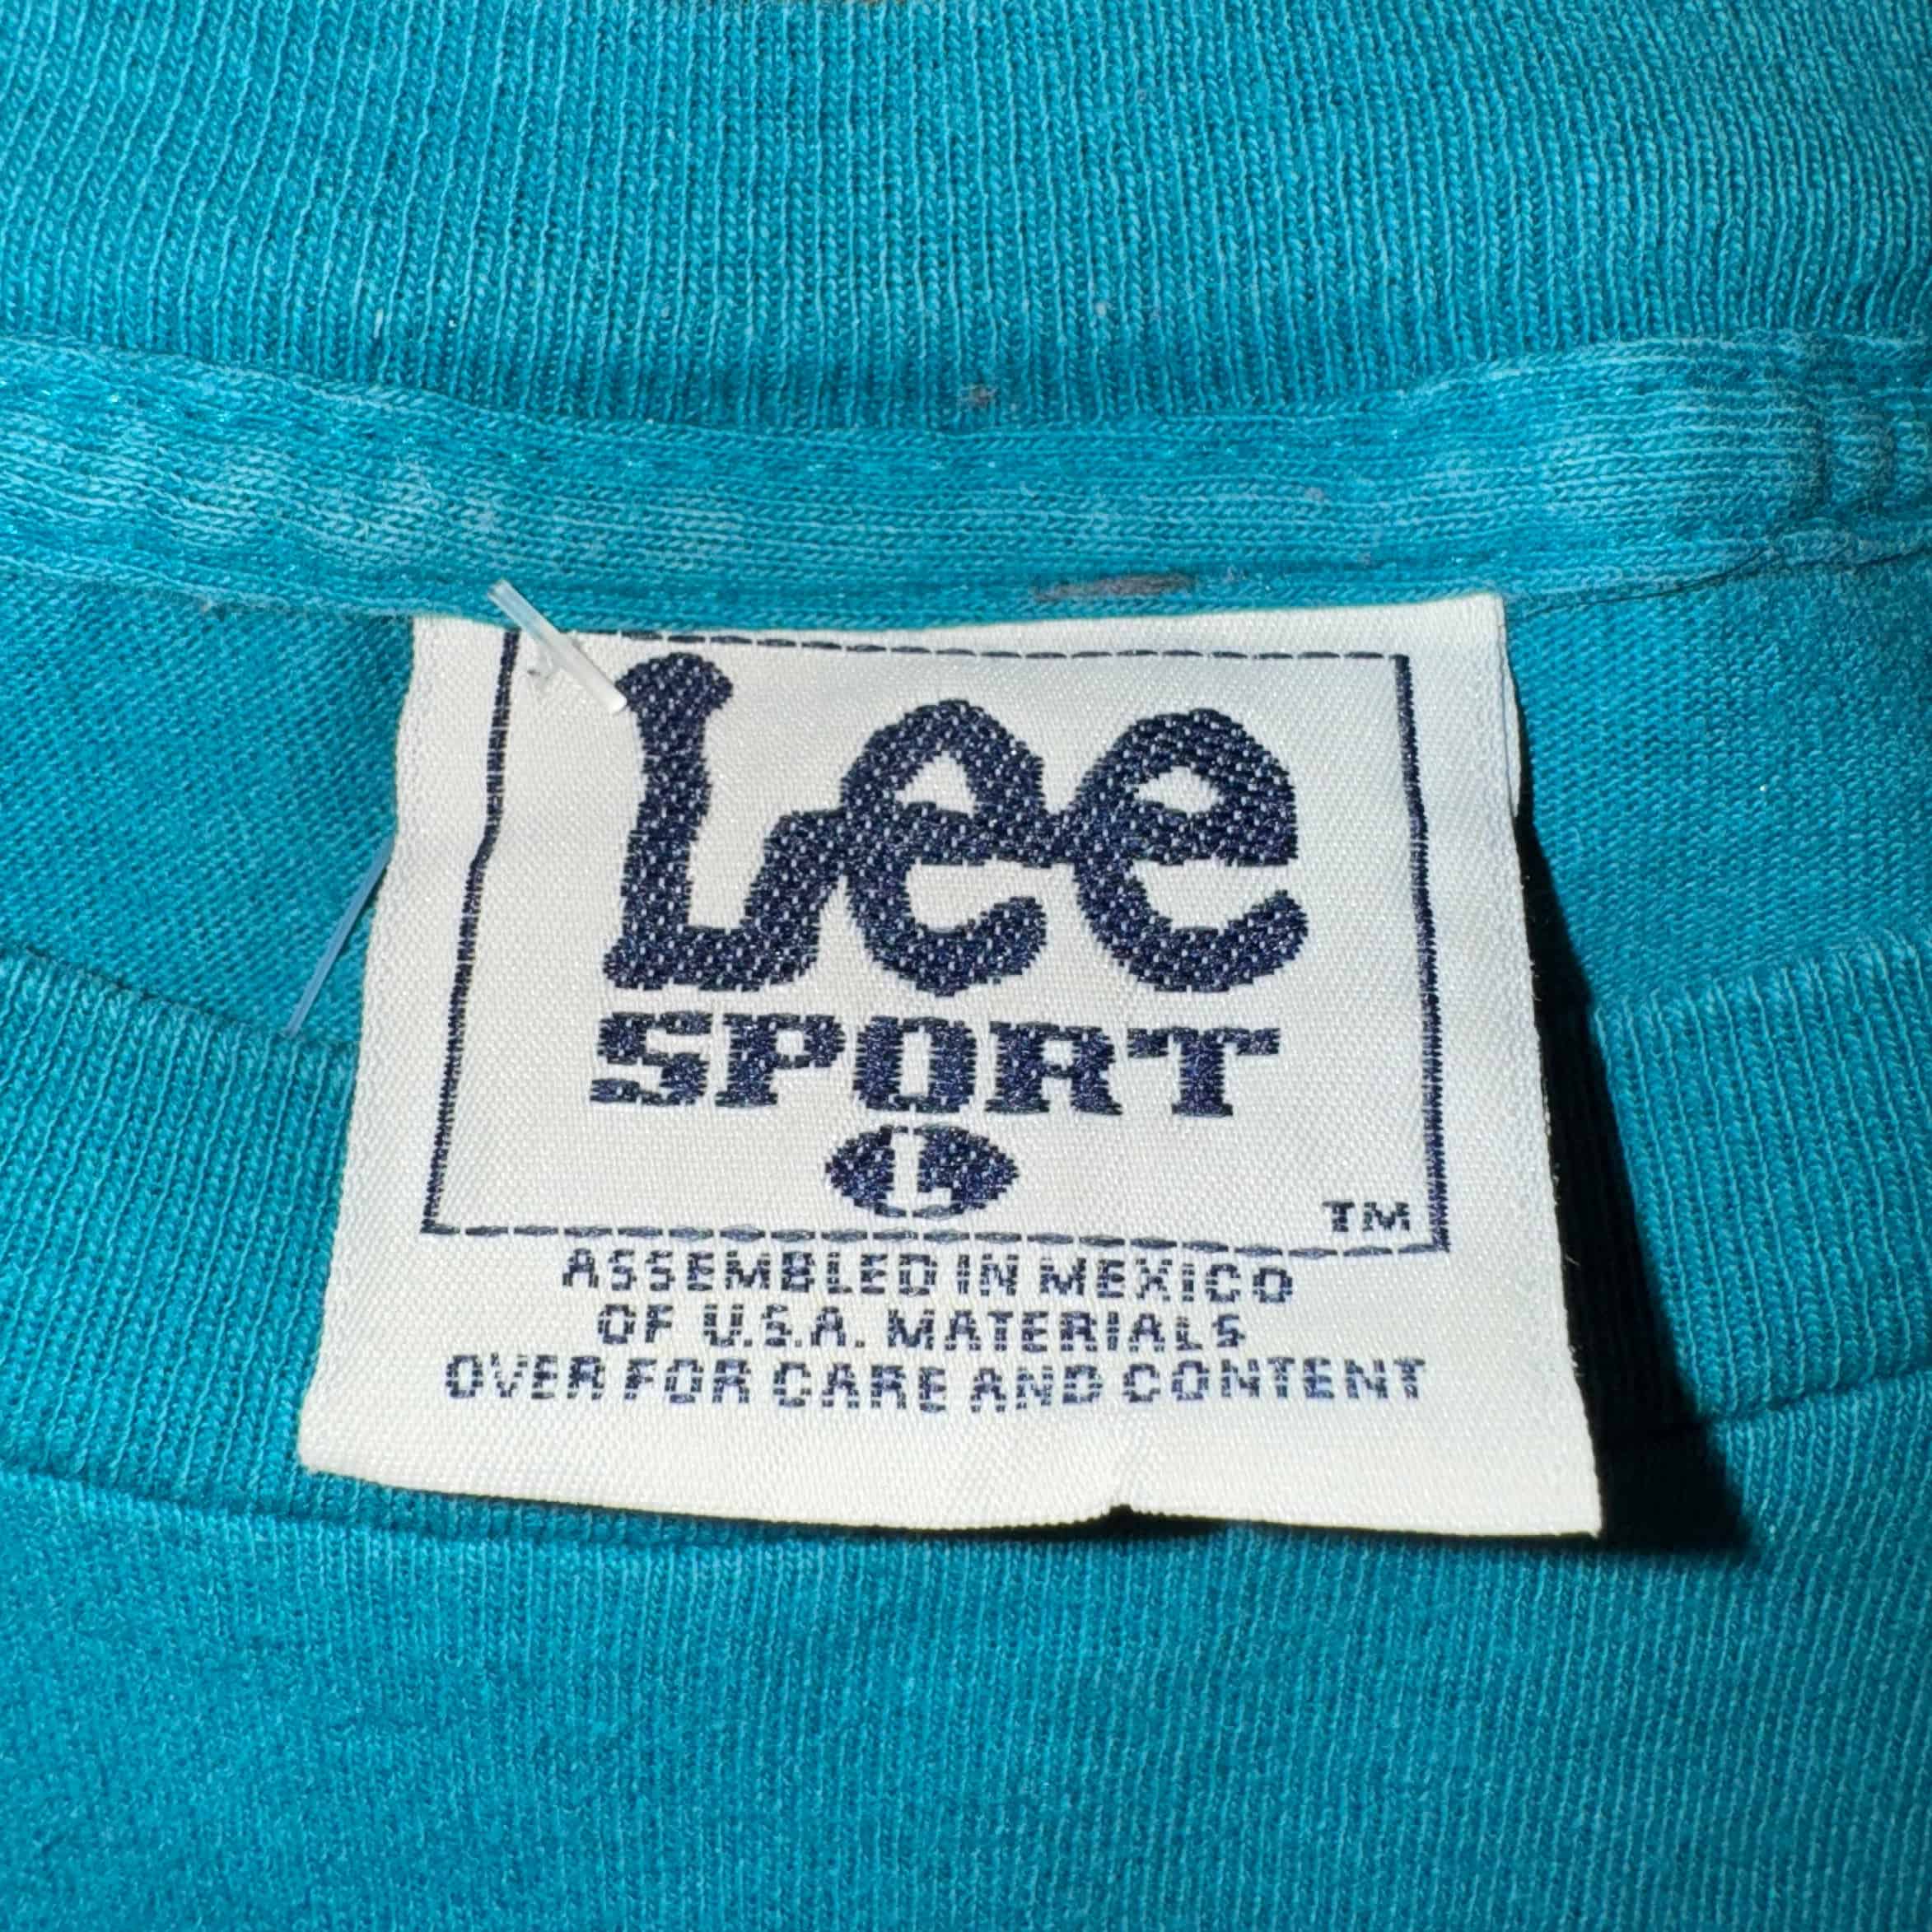 Lee
SPORT
L
TM
ASSEMBLED IN MEXICO
OF U.S.A. MATERIALS
OVER FOR CARE AND CONTENT